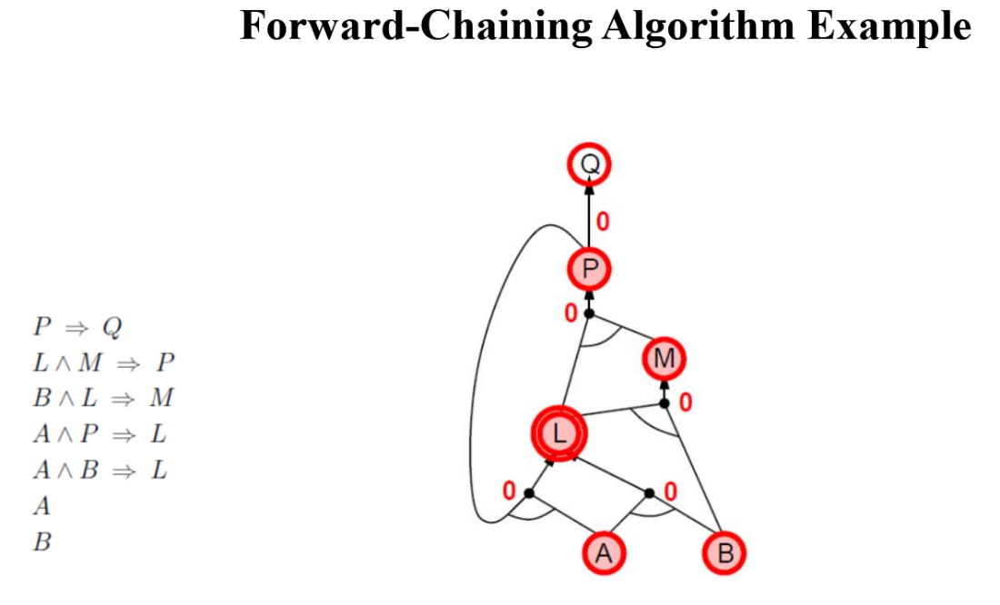 Forward-Chaining Algorithm Example
Q
0
P
0
M
0
L
0
0
A
B
P ⇒ Q
L ∧ M ⇒ P
B ∧ L ⇒ M
A ∧ P ⇒ L
A ∧ B ⇒ L
A
B